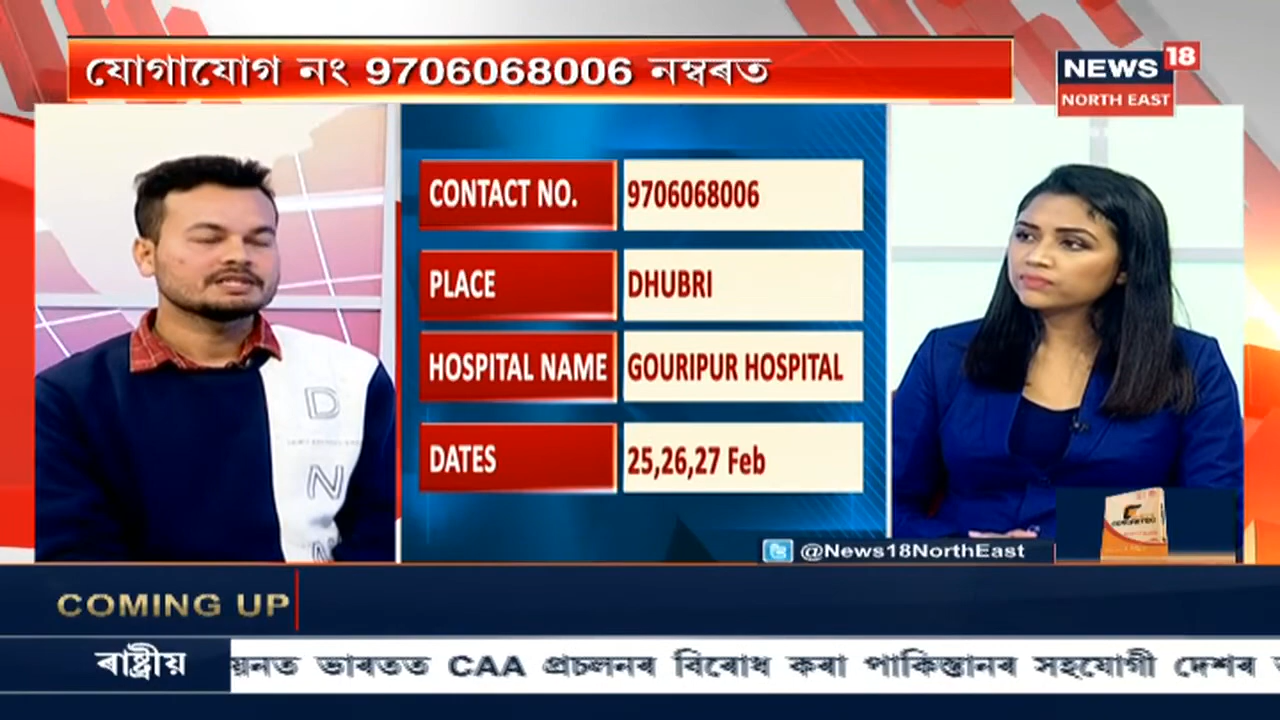 যোগাযোগ নং 9706068006 নম্বৰত
NEWS 18
NORTH EAST
CONTACT NO. 9706068006
PLACE DHUBRI
HOSPITAL NAME GOURIPUR HOSPITAL
DATES 25,26,27 Feb
D
N
N
@News18NorthEast
COMING UP
ৰাষ্ট্ৰীয় য়নত ভাৰতত CAA প্ৰচলনৰ বিৰোধ কৰা পাকিস্তানৰ সহযোগী দেশৰ